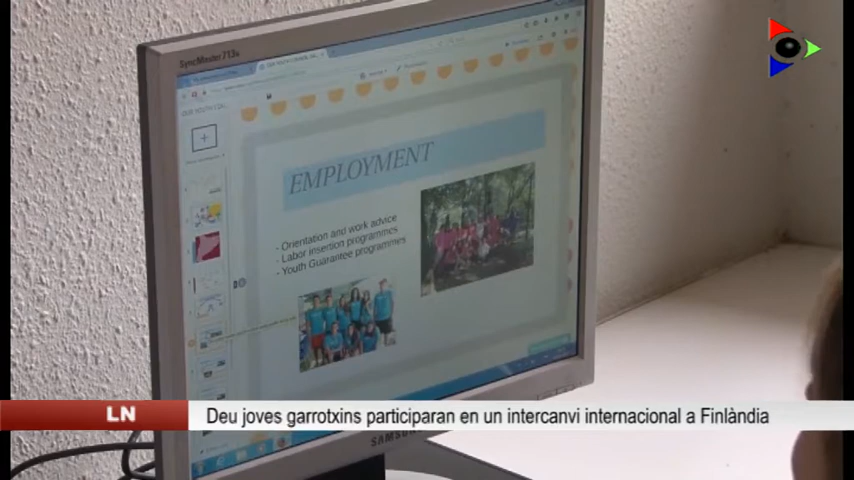 SyncMaster 713n
EMPLOYMENT
- Orientation and work advice
- Labor insertion programmes
- Youth Guarantee programmes
LN
Deu joves garrotxins participaran en un intercanvi internacional a Finlàndia
SAMSUNG